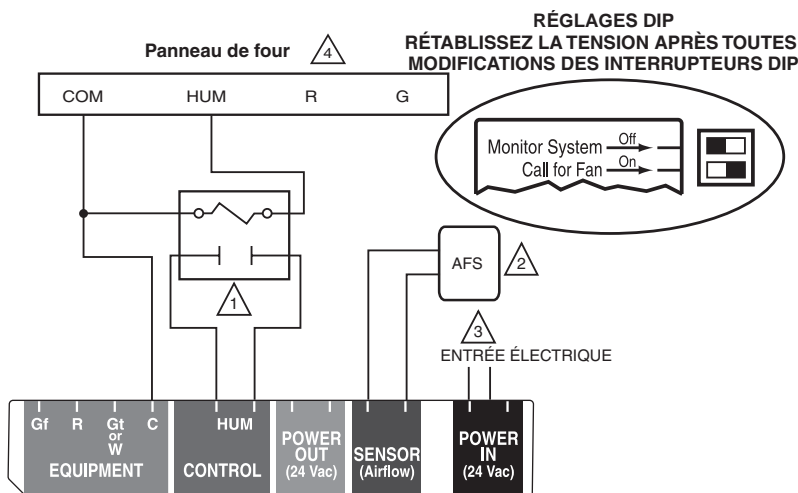 RÉGLAGES DIP
RÉTABLISSEZ LA TENSION APRÈS TOUTES
MODIFICATIONS DES INTERRUPTEURS DIP
Panneau de four 4
COM HUM R G
Monitor System Off
Call for Fan On
AFS 2
1
3
ENTRÉE ÉLECTRIQUE
Gf R Gt or W C
EQUIPMENT
HUM
CONTROL
POWER
OUT
(24 Vac)
SENSOR
(Airflow)
POWER
IN
(24 Vac)